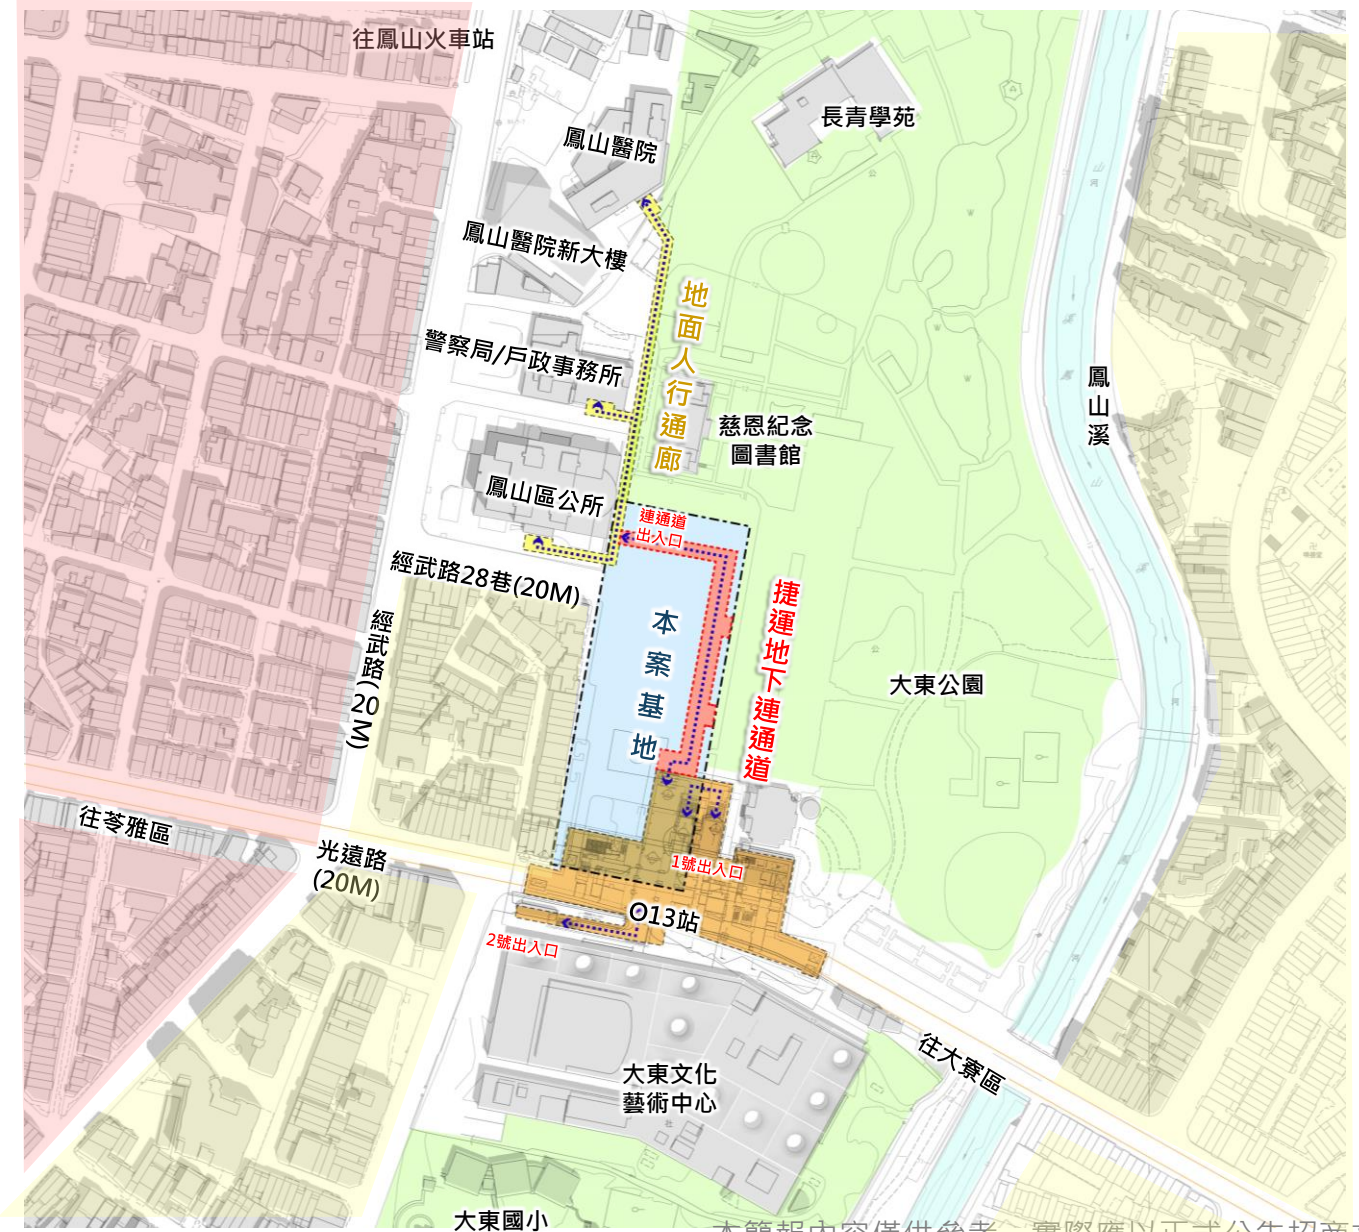 往鳳山火車站
長青學苑
鳳山醫院
鳳山醫院新大樓
地面人行通廊
警察局/戶政事務所
鳳山溪
慈恩紀念
圖書館
鳳山區公所
連通道
出入口
經武路28巷(20M)
捷運地下連通道
本案基地
經武路(20M)
大東公園
往苓雅區
光遠路
(20M)
1號出入口
O13站
2號出入口
往大寮區
大東文化
藝術中心
大東國小